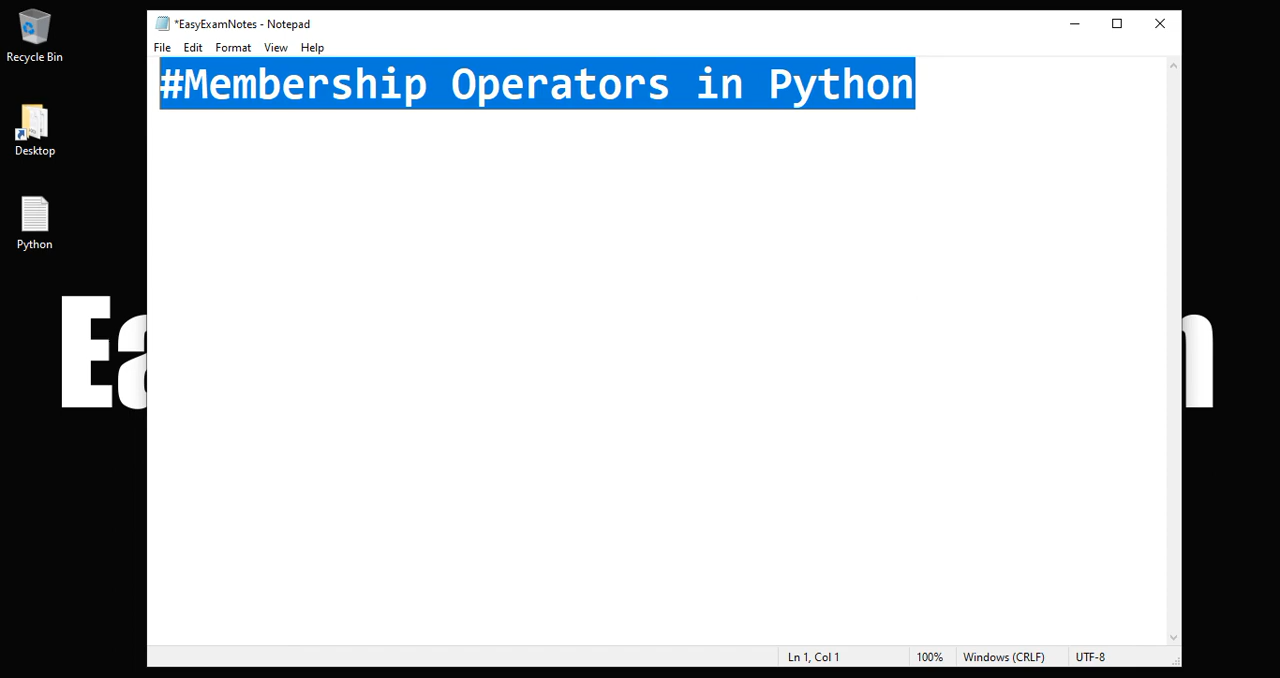 *EasyExamNotes - Notepad
File Edit Format View Help
#Membership Operators in Python
Recycle Bin
Desktop
Python
Ea
n
Ln 1, Col 1 100% Windows (CRLF) UTF-8